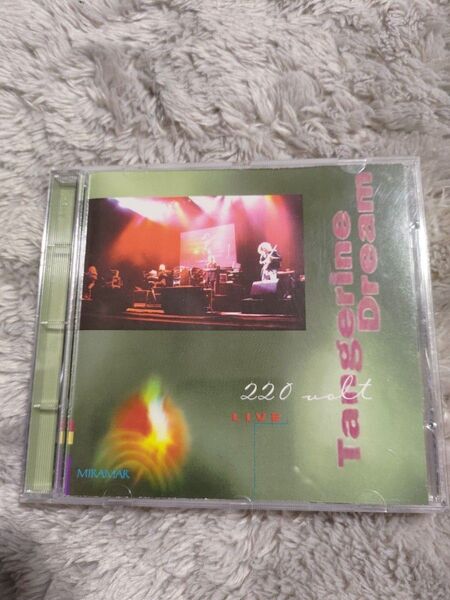 Tangerine
Dream
220 volt
LIVE
MIRAMAR